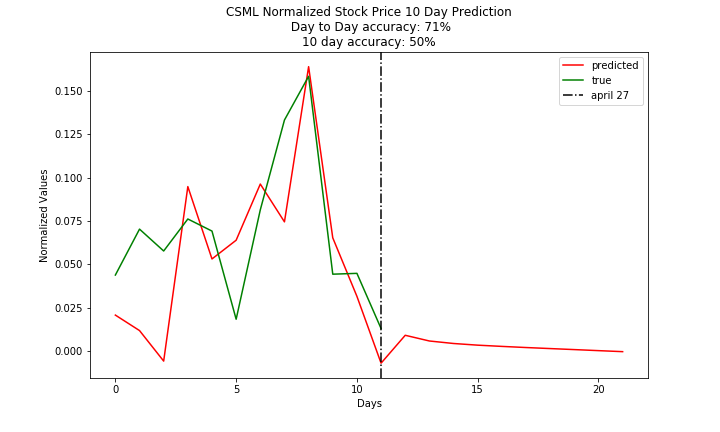 CSML Normalized Stock Price 10 Day Prediction
Day to Day accuracy: 71%
10 day accuracy: 50%
predicted
true
april 27
Normalized Values
0.150
0.125
0.100
0.075
0.050
0.025
0.000
0 5 10 15 20
Days